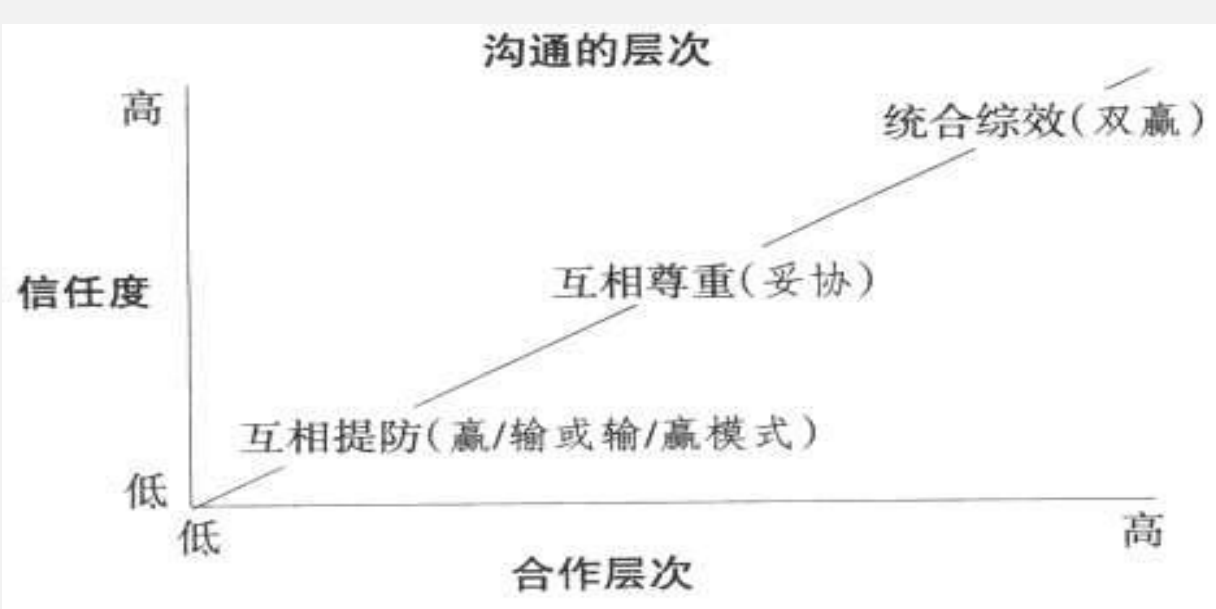 沟通的层次
高
统合综效(双赢)
互相尊重(妥协)
信任度
互相提防(赢/输或输/赢模式)
低
低
高
合作层次